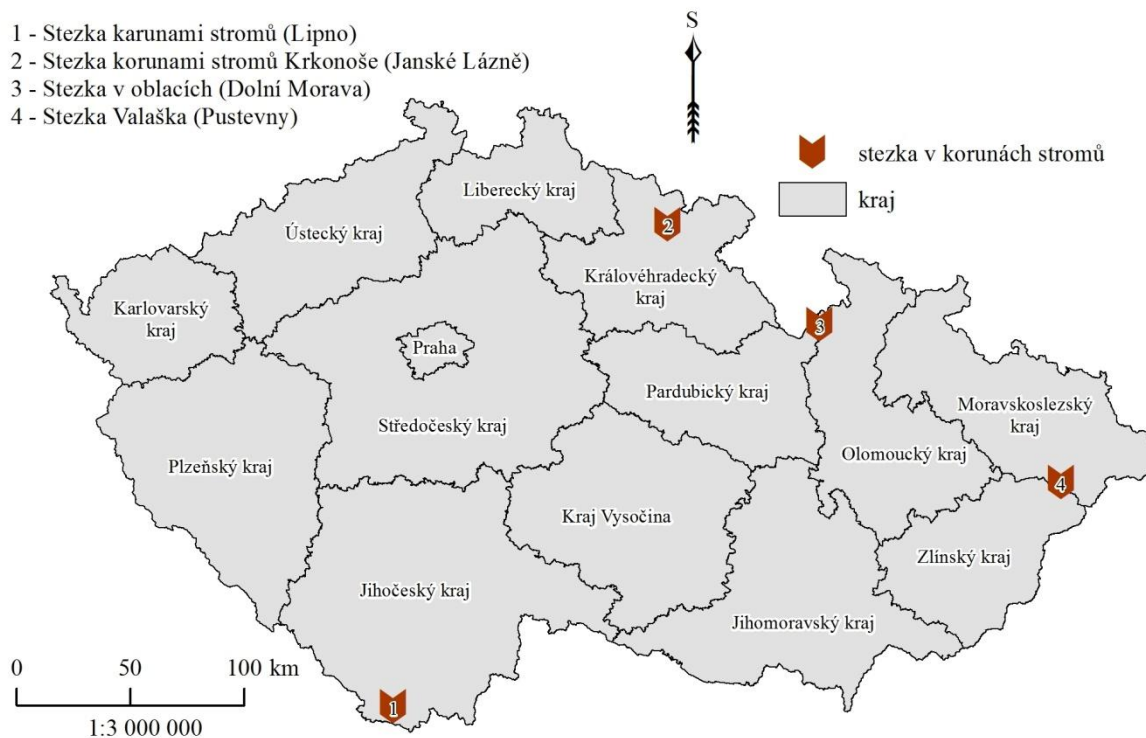 1 - Stezka karunami stromů (Lipno)
2 - Stezka korunami stromů Krkonoše (Janské Lázně)
3 - Stezka v oblacích (Dolní Morava)
4 - Stezka Valaška (Pustevny)
S
stezka v korunách stromů
kraj
Liberecký kraj
2
Ústecký kraj
Královéhradecký
kraj
Karlovarský
kraj
3
Praha
Pardubický kraj
Moravskoslezský
kraj
Středočeský kraj
Olomoucký kraj
Plzeňský kraj
4
Kraj Vysočina
Zlínský kraj
Jihočeský kraj
Jihomoravský kraj
0 50 100 km
1
1:3 000 000